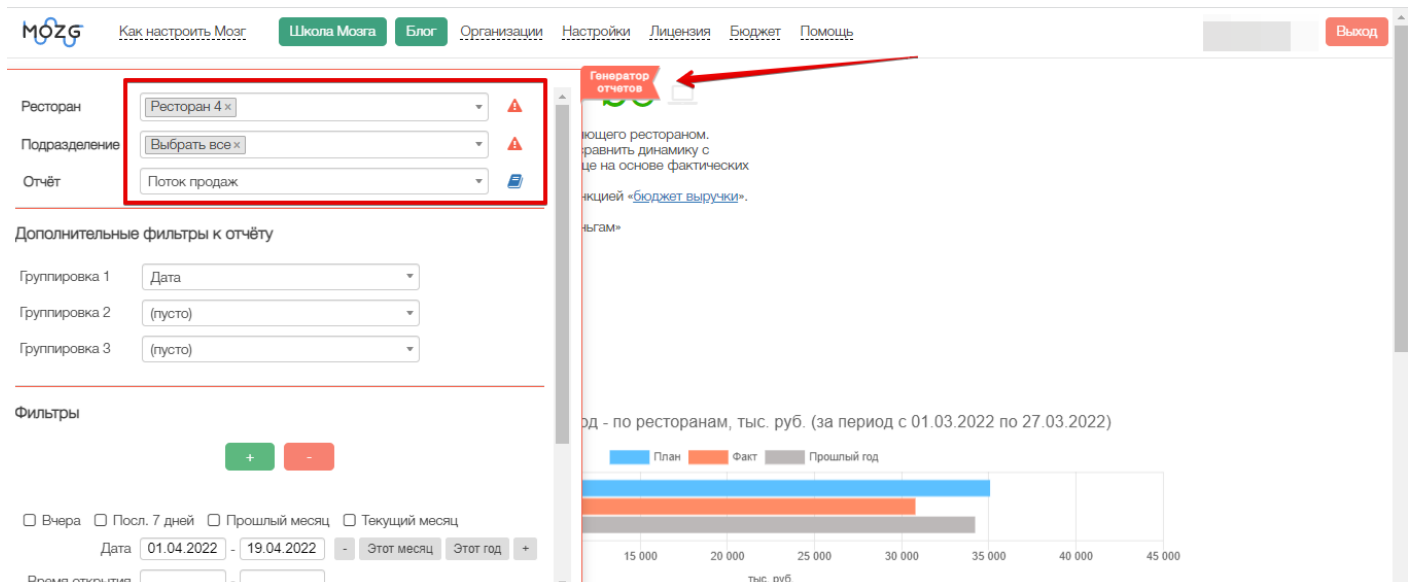 MOZG Как настроить Мозг Школа Мозга Блог Организации Настройки Лицензия Бюджет Помощь Выход
Генератор
отчетов
Ресторан Ресторан 4 ×
Подразделение Выбрать все ×
Отчёт Поток продаж
Дополнительные фильтры к отчёту
Группировка 1 Дата
Группировка 2 (пусто)
Группировка 3 (пусто)
Фильтры
+ -
Вчера Посл. 7 дней Прошлый месяц Текущий месяц
Дата 01.04.2022 - 19.04.2022 - Этот месяц Этот год +
Время открытия -
ющего рестораном.
сравнить динамику с
це на основе фактических
нкцией «бюджет выручки».
ньгам»
од - по ресторанам, тыс. руб. (за период с 01.03.2022 по 27.03.2022)
План Факт Прошлый год
15 000 20 000 25 000 30 000 35 000 40 000 45 000
тыс. руб.